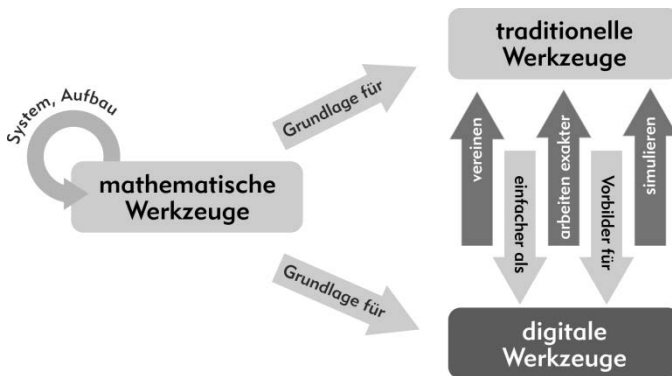 System, Aufbau
mathematische
Werkzeuge
Grundlage für
Grundlage für
traditionelle
Werkzeuge
vereinen
einfacher als
arbeiten exakter
Vorbilder für
simulieren
digitale
Werkzeuge